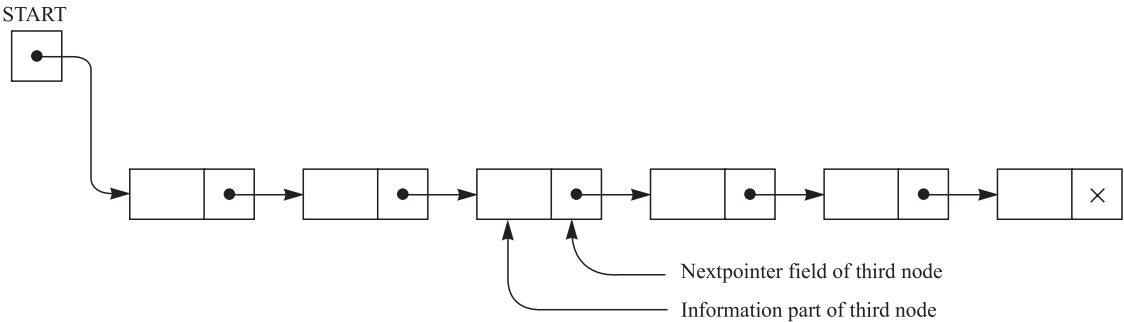 START
×
Nextpointer field of third node
Information part of third node